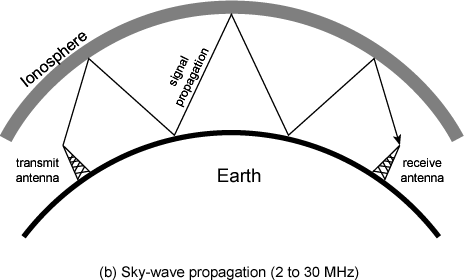 Ionosphere
signal
propagation
transmit
antenna
Earth
receive
antenna
(b) Sky-wave propagation (2 to 30 MHz)